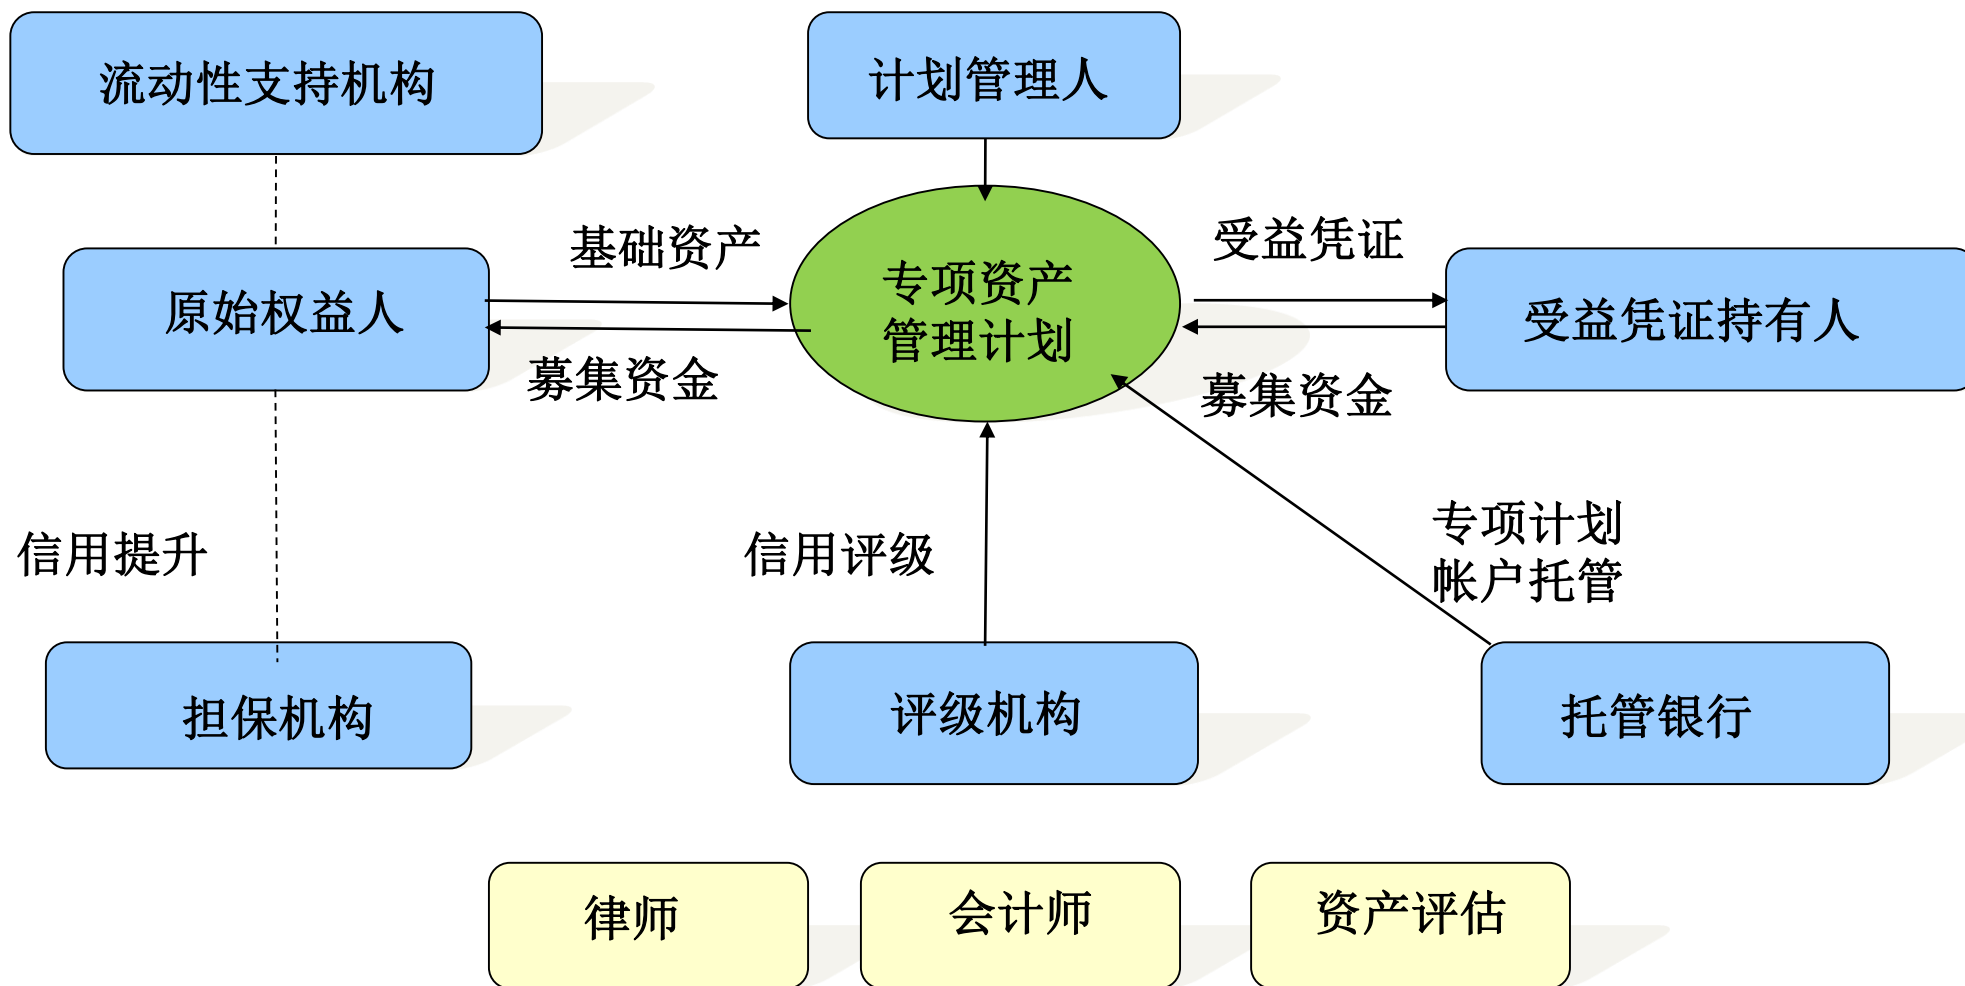 流动性支持机构
计划管理人
基础资产
受益凭证
原始权益人
专项资产
管理计划
受益凭证持有人
募集资金
募集资金
信用提升
信用评级
专项计划
帐户托管
担保机构
评级机构
托管银行
律师
会计师
资产评估